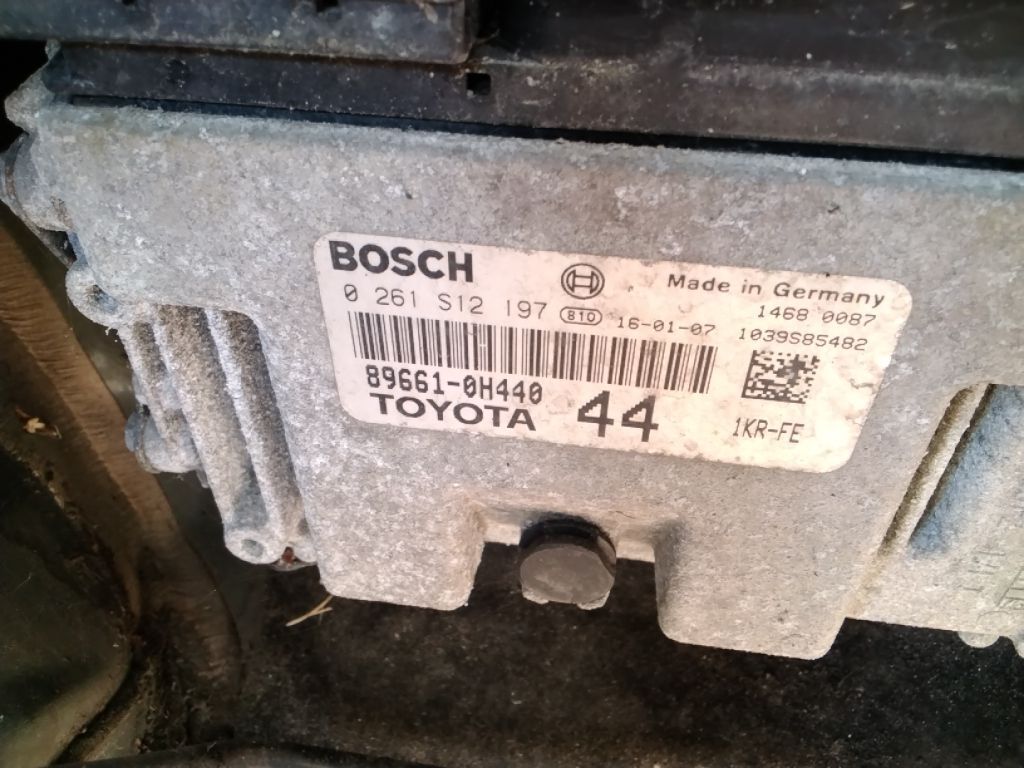 BOSCH
Made in Germany
0 261 S12 197 B10 16-01-07
1468 0087
1039S85482
89661-0H440
TOYOTA 44
1KR-FE